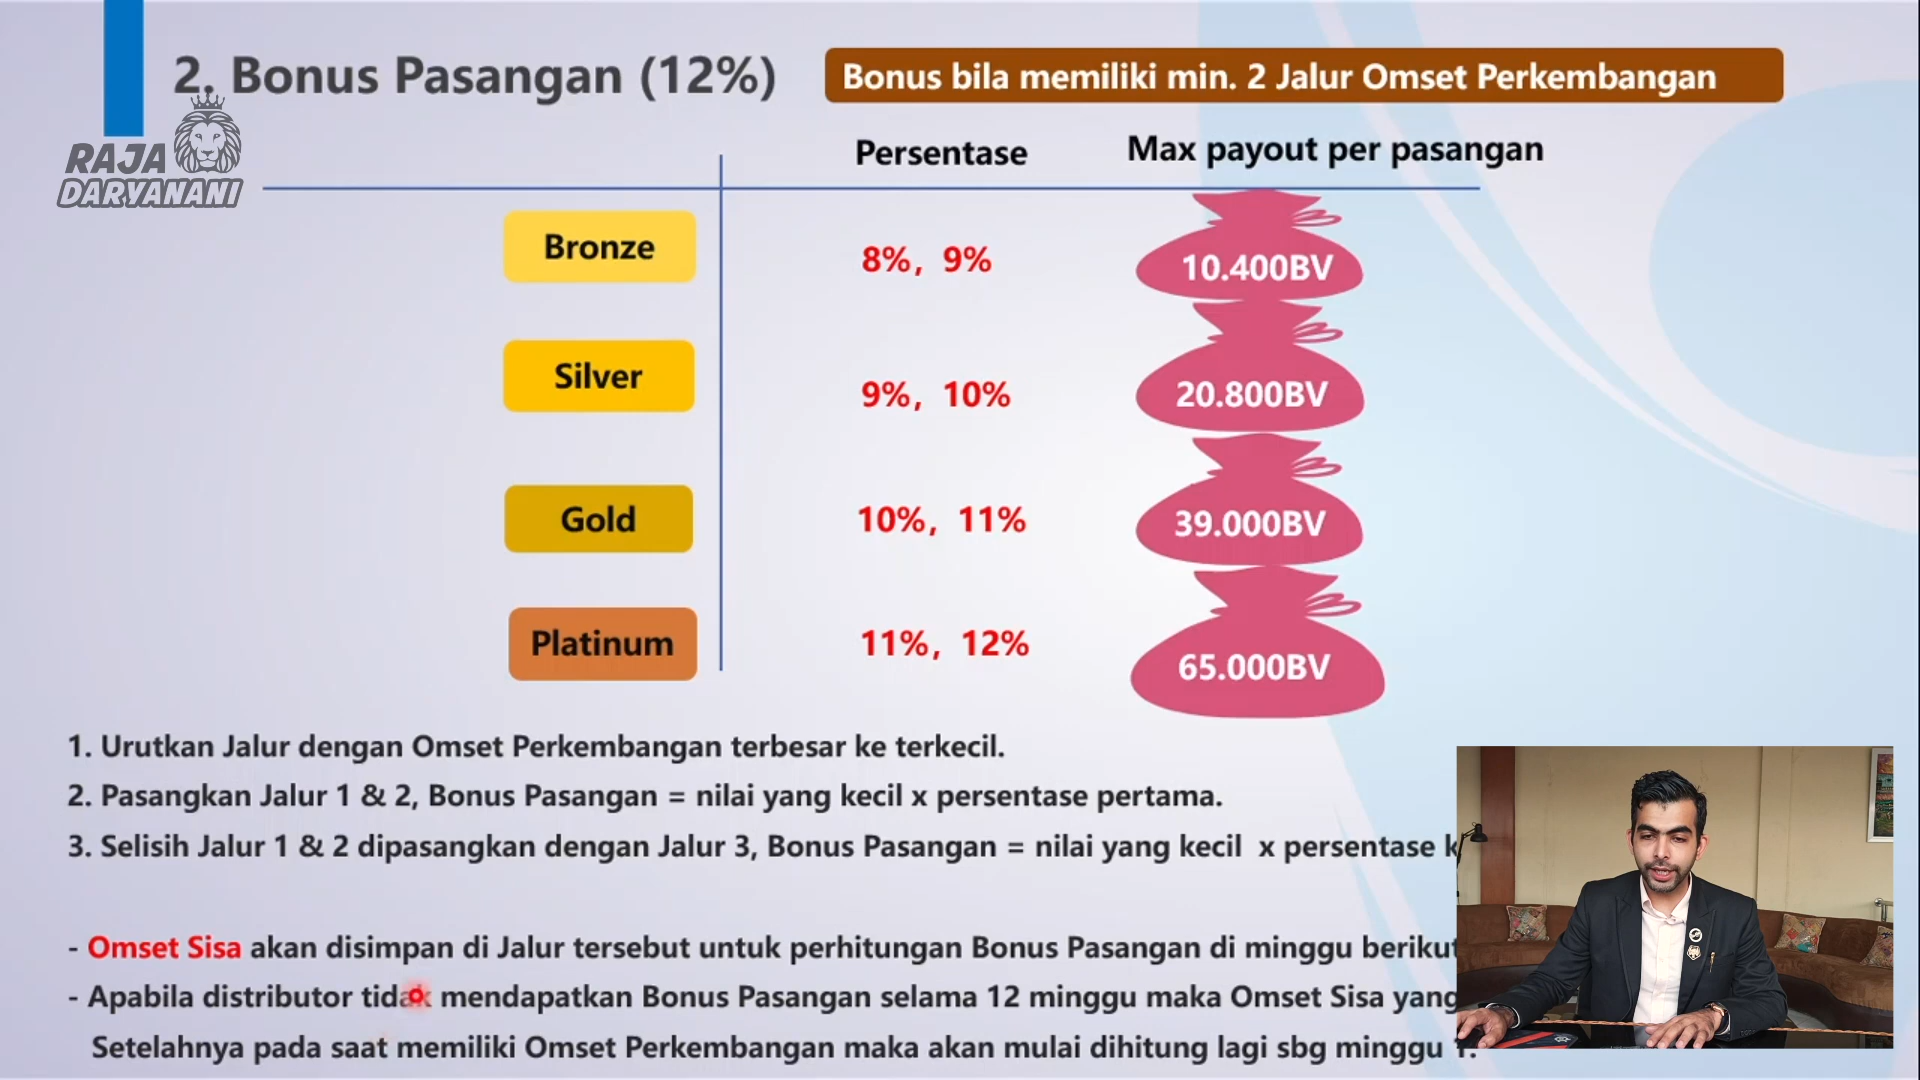 2. Bonus Pasangan (12%)
Bonus bila memiliki min. 2 Jalur Omset Perkembangan
RAJA
DARYANANI
Persentase Max payout per pasangan
Bronze 8%, 9% 10.400BV
Silver 9%, 10% 20.800BV
Gold 10%, 11% 39.000BV
Platinum 11%, 12% 65.000BV
1. Urutkan Jalur dengan Omset Perkembangan terbesar ke terkecil.
2. Pasangkan Jalur 1 & 2, Bonus Pasangan = nilai yang kecil x persentase pertama.
3. Selisih Jalur 1 & 2 dipasangkan dengan Jalur 3, Bonus Pasangan = nilai yang kecil x persentase
- Omset Sisa akan disimpan di Jalur tersebut untuk perhitungan Bonus Pasangan di minggu berikut
- Apabila distributor tidak mendapatkan Bonus Pasangan selama 12 minggu maka Omset Sisa yang
Setelahnya pada saat memiliki Omset Perkembangan maka akan mulai dihitung lagi sbg minggu